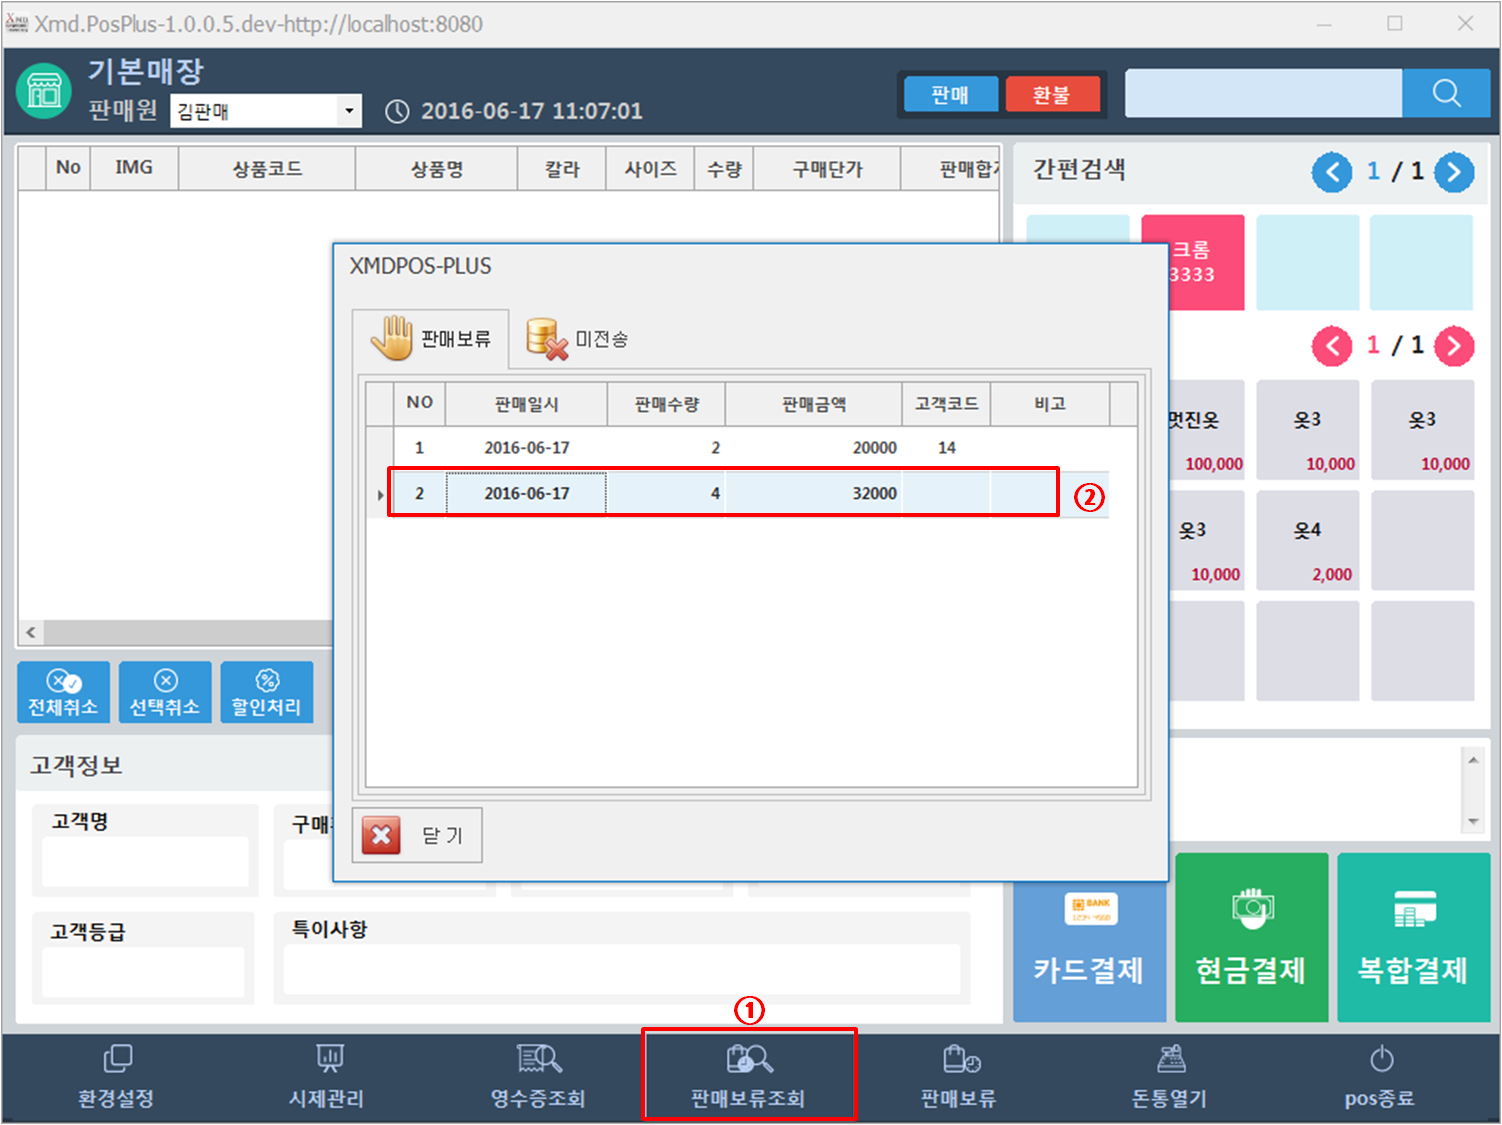 Xmd.PosPlus-1.0.0.5.dev-http://localhost:8080
기본매장
판매원 김판매 2016-06-17 11:07:01 판매 환불
No IMG 상품코드 상품명 칼라 사이즈 수량 구매단가 판매합
간편검색 1 / 1
크롬
3333
1 / 1
멋진옷 옷3 옷3
100,000 10,000 10,000
옷3 옷4
10,000 2,000
XMDPOS-PLUS
판매보류 미전송
NO 판매일시 판매수량 판매금액 고객코드 비고
1 2016-06-17 2 20000 14
2 2016-06-17 4 32000 ②
닫 기
전체취소 선택취소 할인처리
고객정보
고객명 구매
고객등급 특이사항
BANK
카드결제 현금결제 복합결제
①
환경설정 시제관리 영수증조회 판매보류조회 판매보류 돈통열기 pos종료